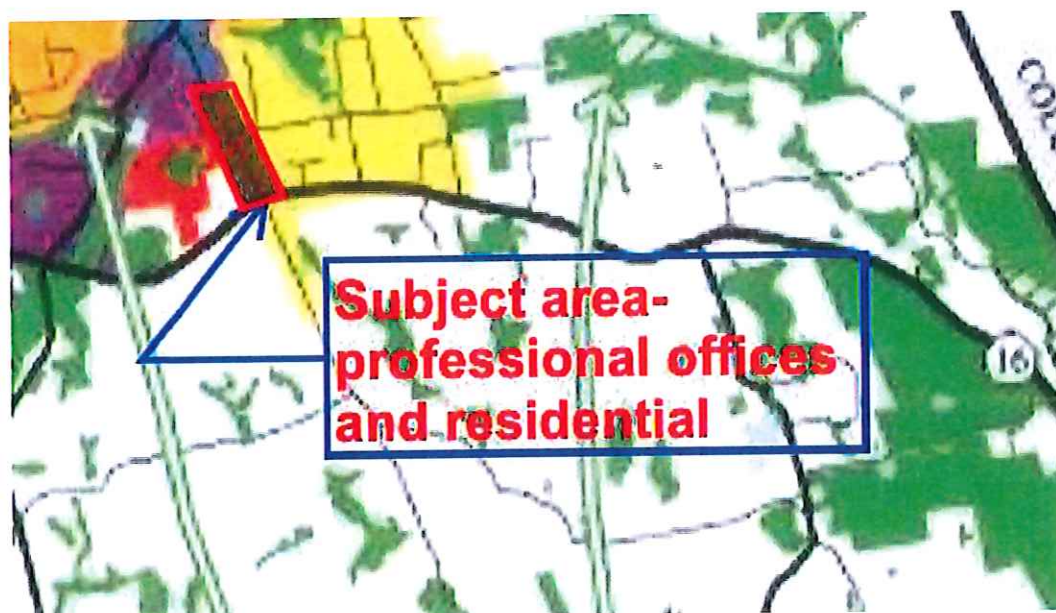 Subject area-
professional offices
and residential
16